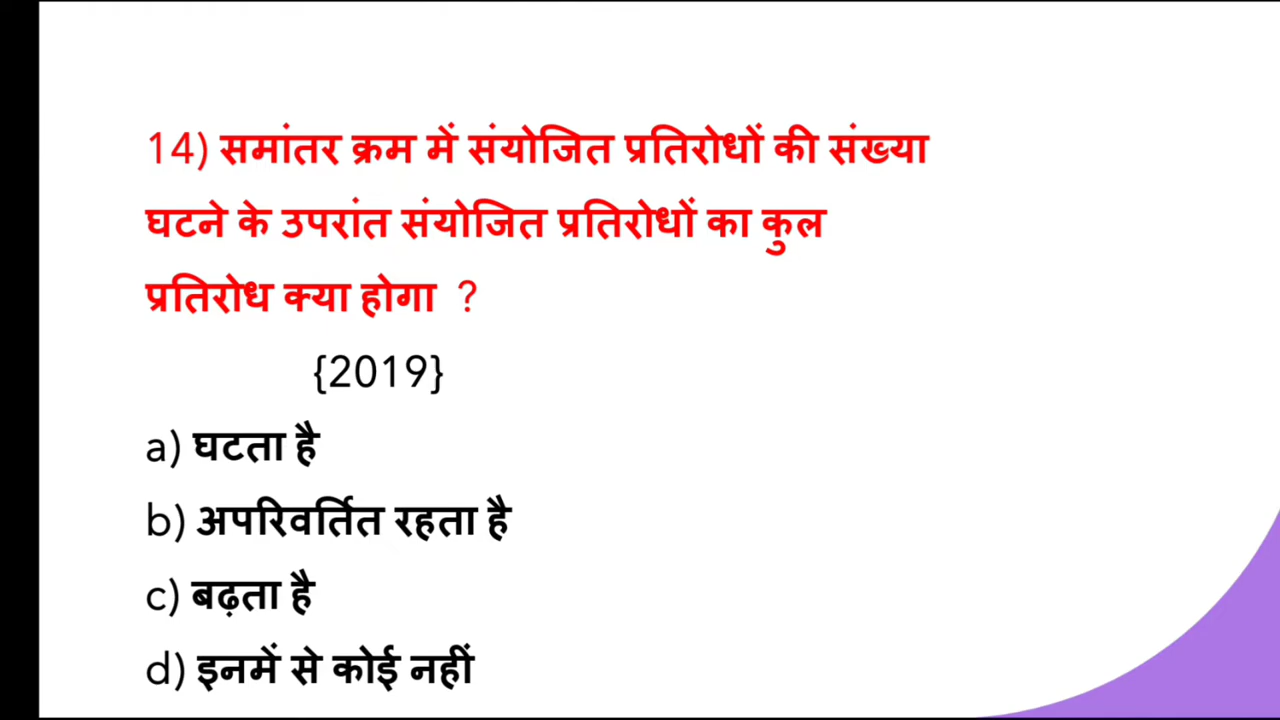 14) समांतर क्रम में संयोजित प्रतिरोधों की संख्या
घटने के उपरांत संयोजित प्रतिरोधों का कुल
प्रतिरोध क्या होगा ?
{2019}
a) घटता है
b) अपरिवर्तित रहता है
c) बढ़ता है
d) इनमें से कोई नहीं